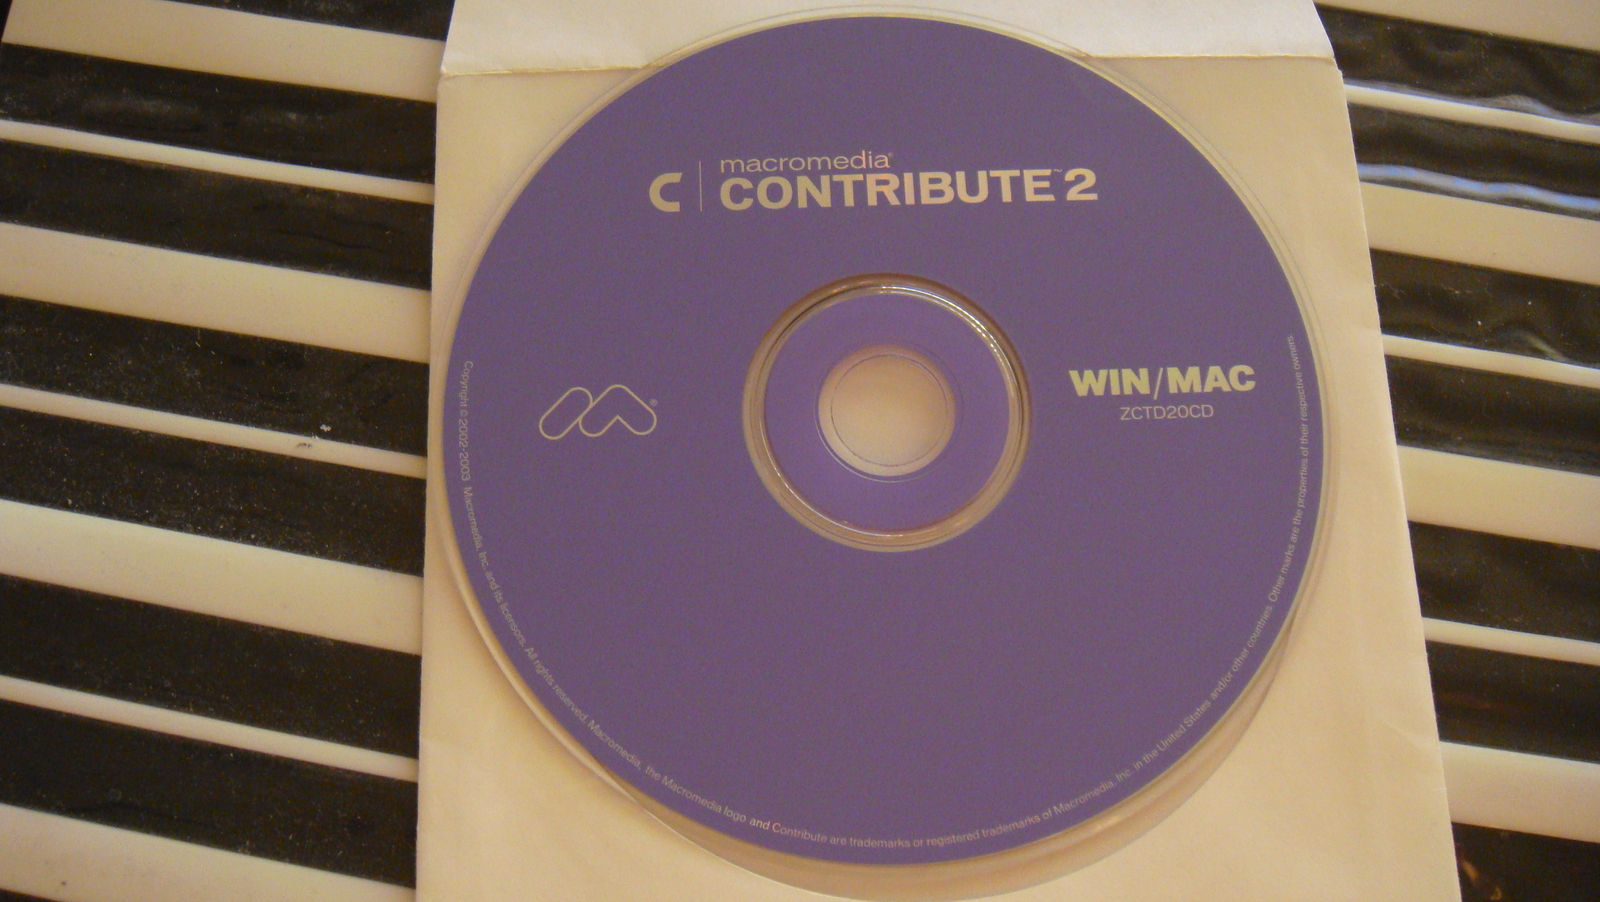 C | macromedia®
CONTRIBUTE™ 2
WIN/MAC
ZCTD20CD
®
Copyright © 2002-2003 Macromedia, Inc. and its licensors. All rights reserved. Macromedia, the Macromedia logo and Contribute are trademarks or registered trademarks of Macromedia, Inc. in the United States and/or other countries. Other marks are the properties of their respective owners.